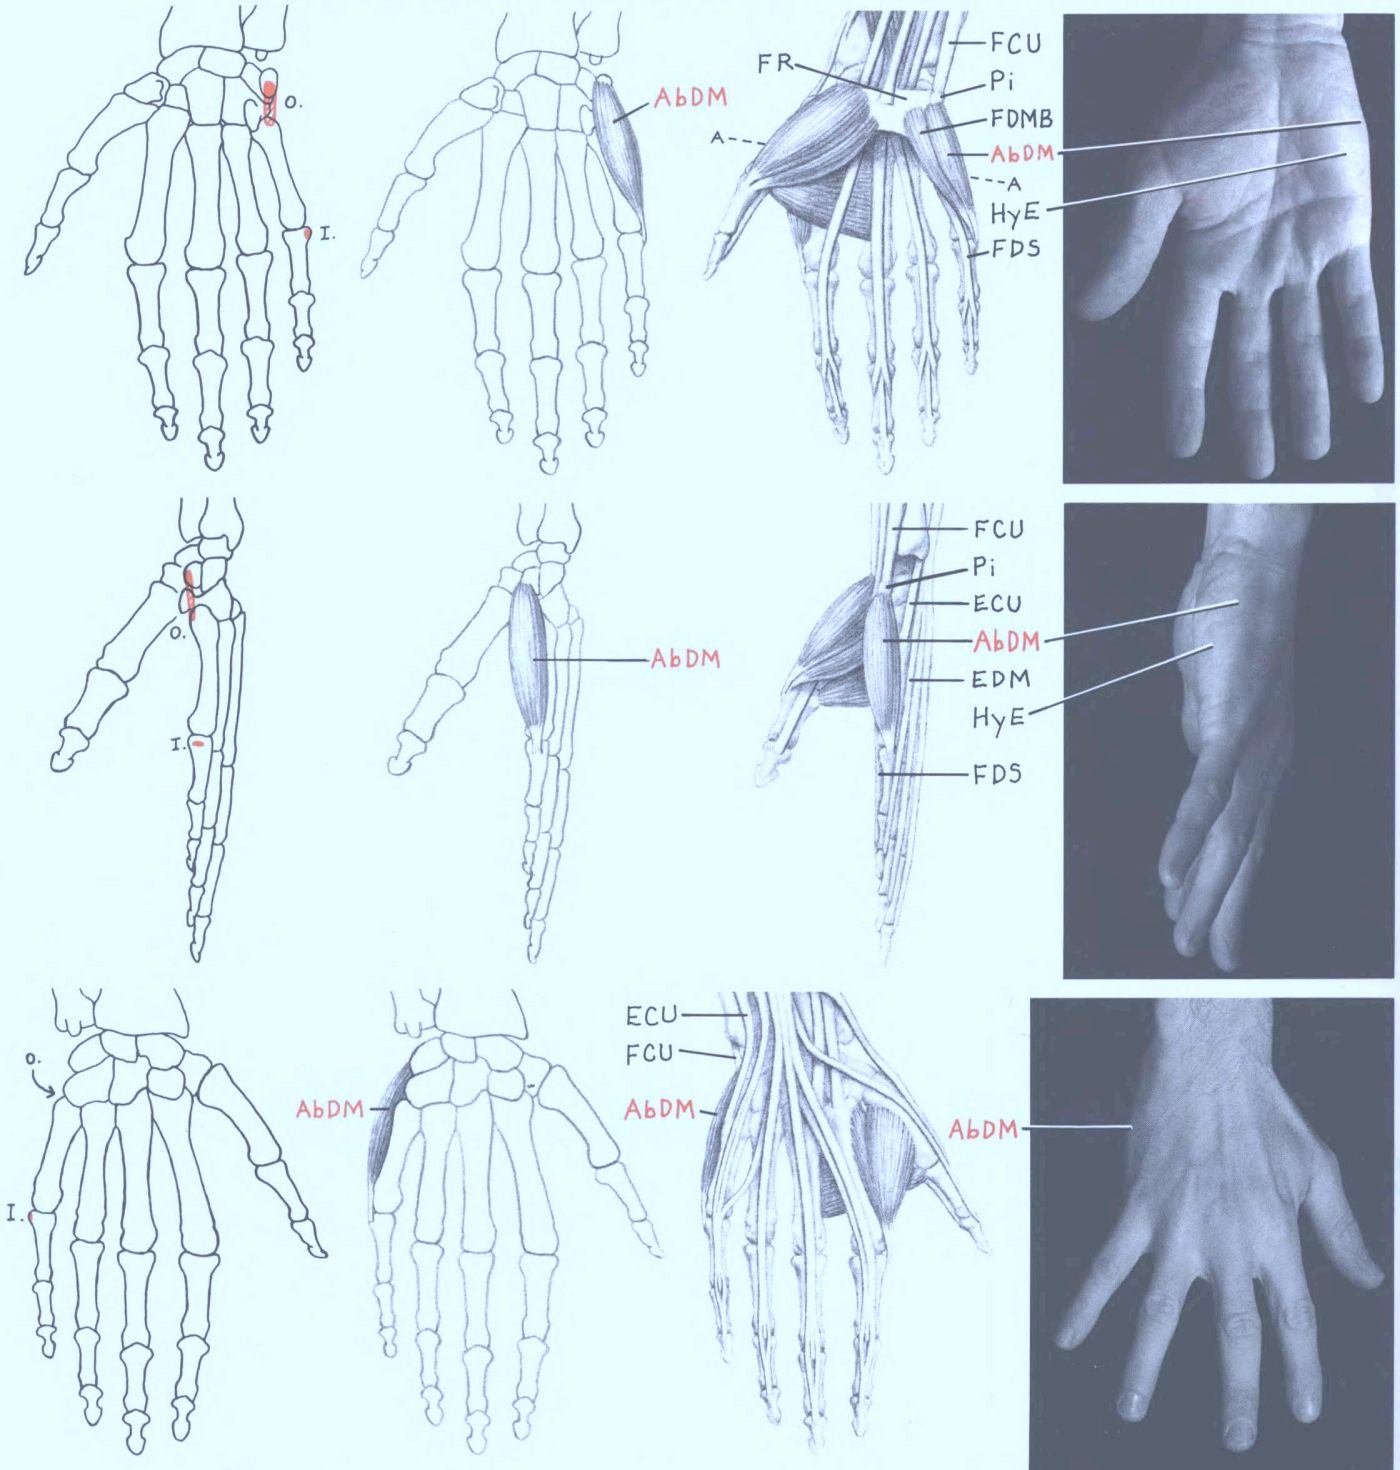 O.
I.
AbDM
FR
A
FCU
Pi
FDMB
AbDM
A
HyE
FDS
O.
I.
AbDM
FCU
Pi
ECU
AbDM
EDM
HyE
FDS
O.
I.
AbDM
ECU
FCU
AbDM
AbDM